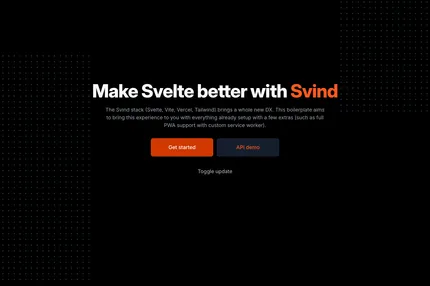 Make Svelte better with Svind
The Svind stack (Svelte, Vite, Vercel, Tailwind) brings a whole new DX. This boilerplate aims
to bring this experience to you with everything already setup with a few extras (such as full
PWA support with custom service worker).
Get started
API demo
Toggle update